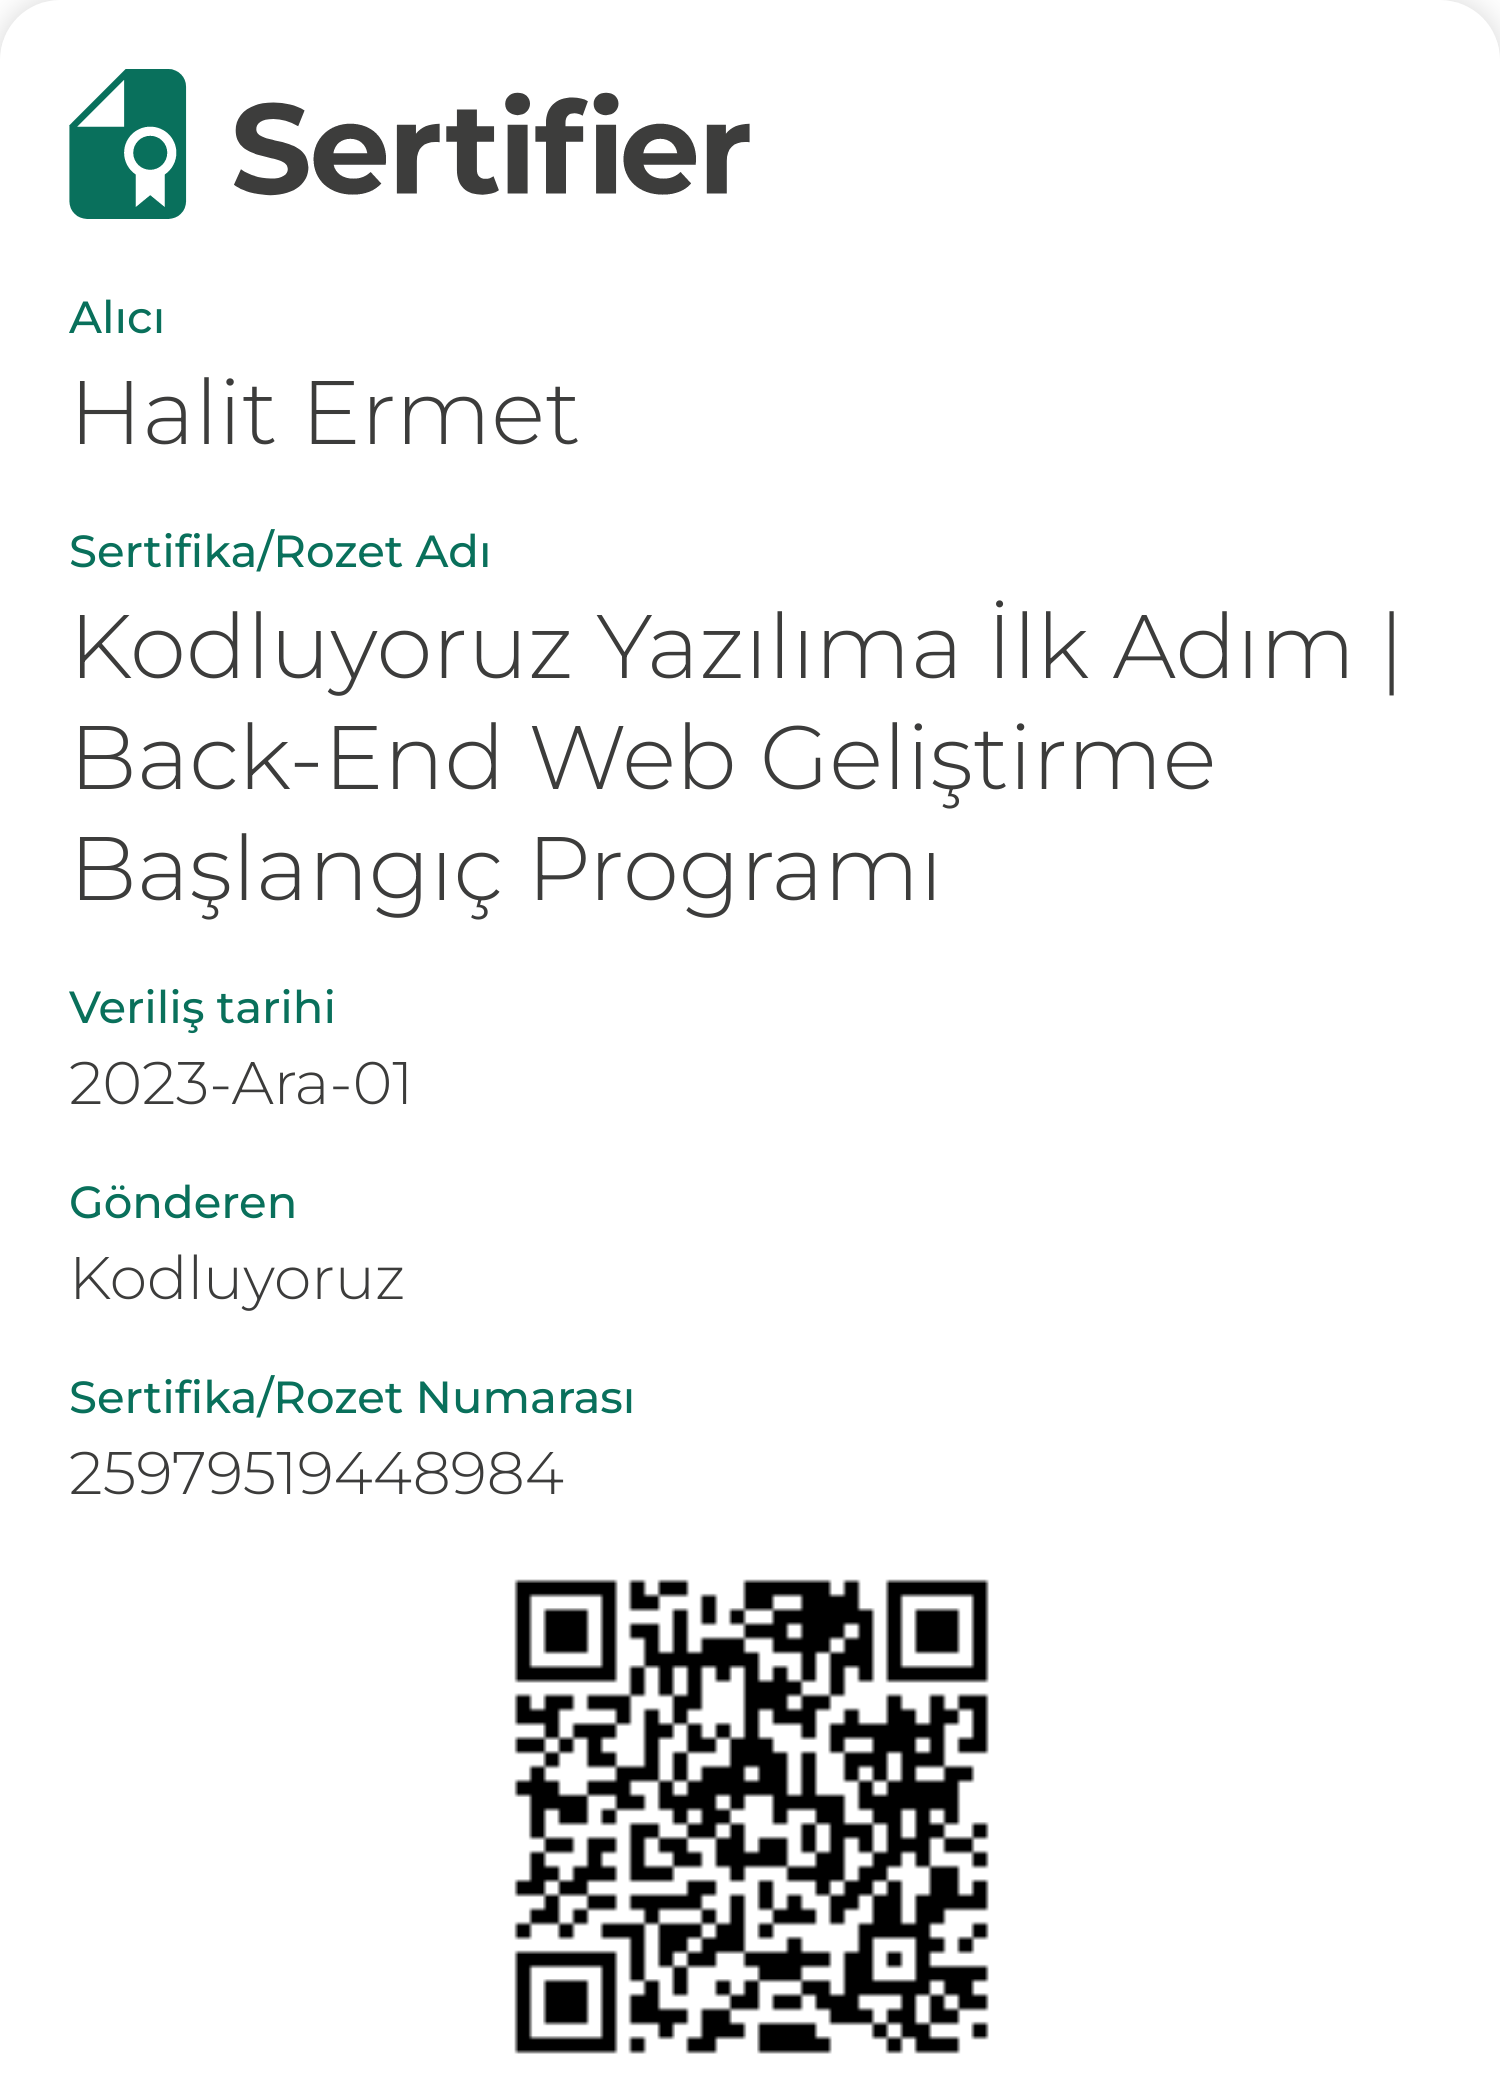 Sertifier
Alıcı
Halit Ermet
Sertifika/Rozet Adı
Kodluyoruz Yazılıma İlk Adım |
Back-End Web Geliştirme
Başlangıç Programı
Veriliş tarihi
2023-Ara-01
Gönderen
Kodluyoruz
Sertifika/Rozet Numarası
25979519448984